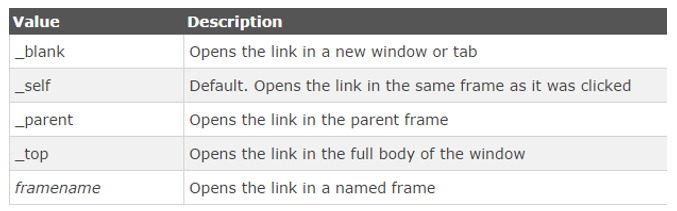 Value Description
_blank Opens the link in a new window or tab
_self Default. Opens the link in the same frame as it was clicked
_parent Opens the link in the parent frame
_top Opens the link in the full body of the window
framename Opens the link in a named frame